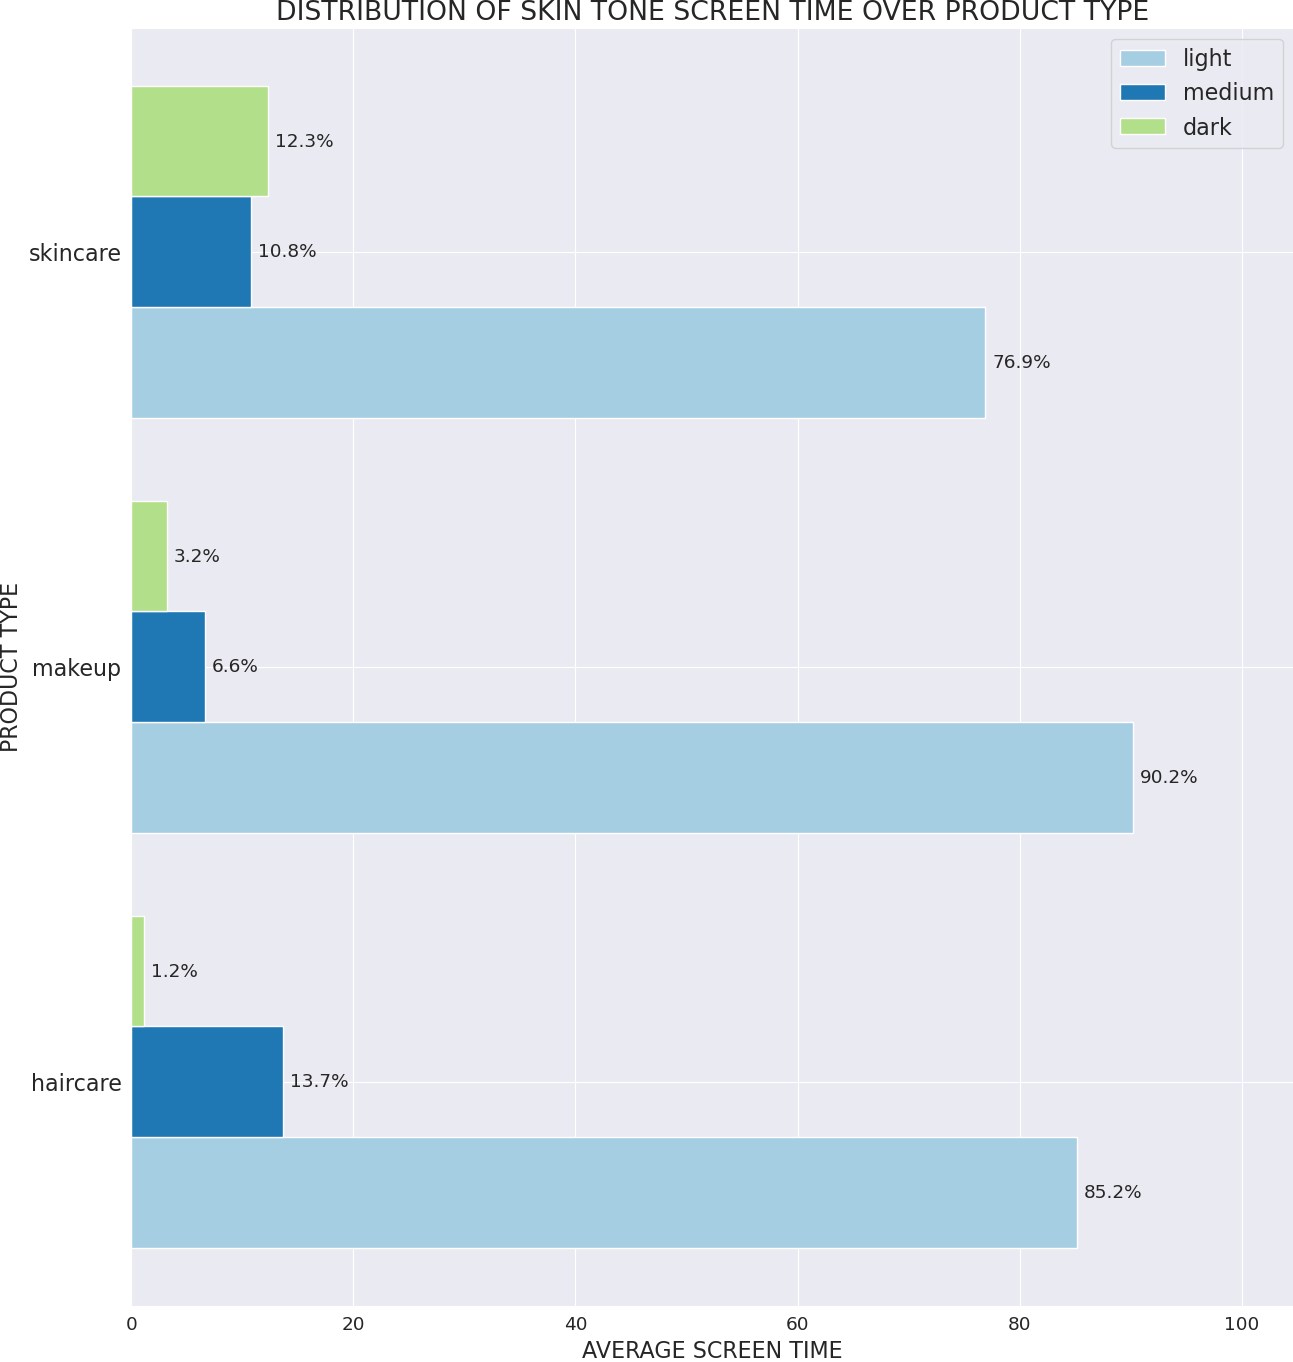 DISTRIBUTION OF SKIN TONE SCREEN TIME OVER PRODUCT TYPE
light
medium
dark
12.3%
skincare
10.8%
76.9%
3.2%
PRODUCT TYPE
makeup
6.6%
90.2%
1.2%
haircare
13.7%
85.2%
0 20 40 60 80 100
AVERAGE SCREEN TIME